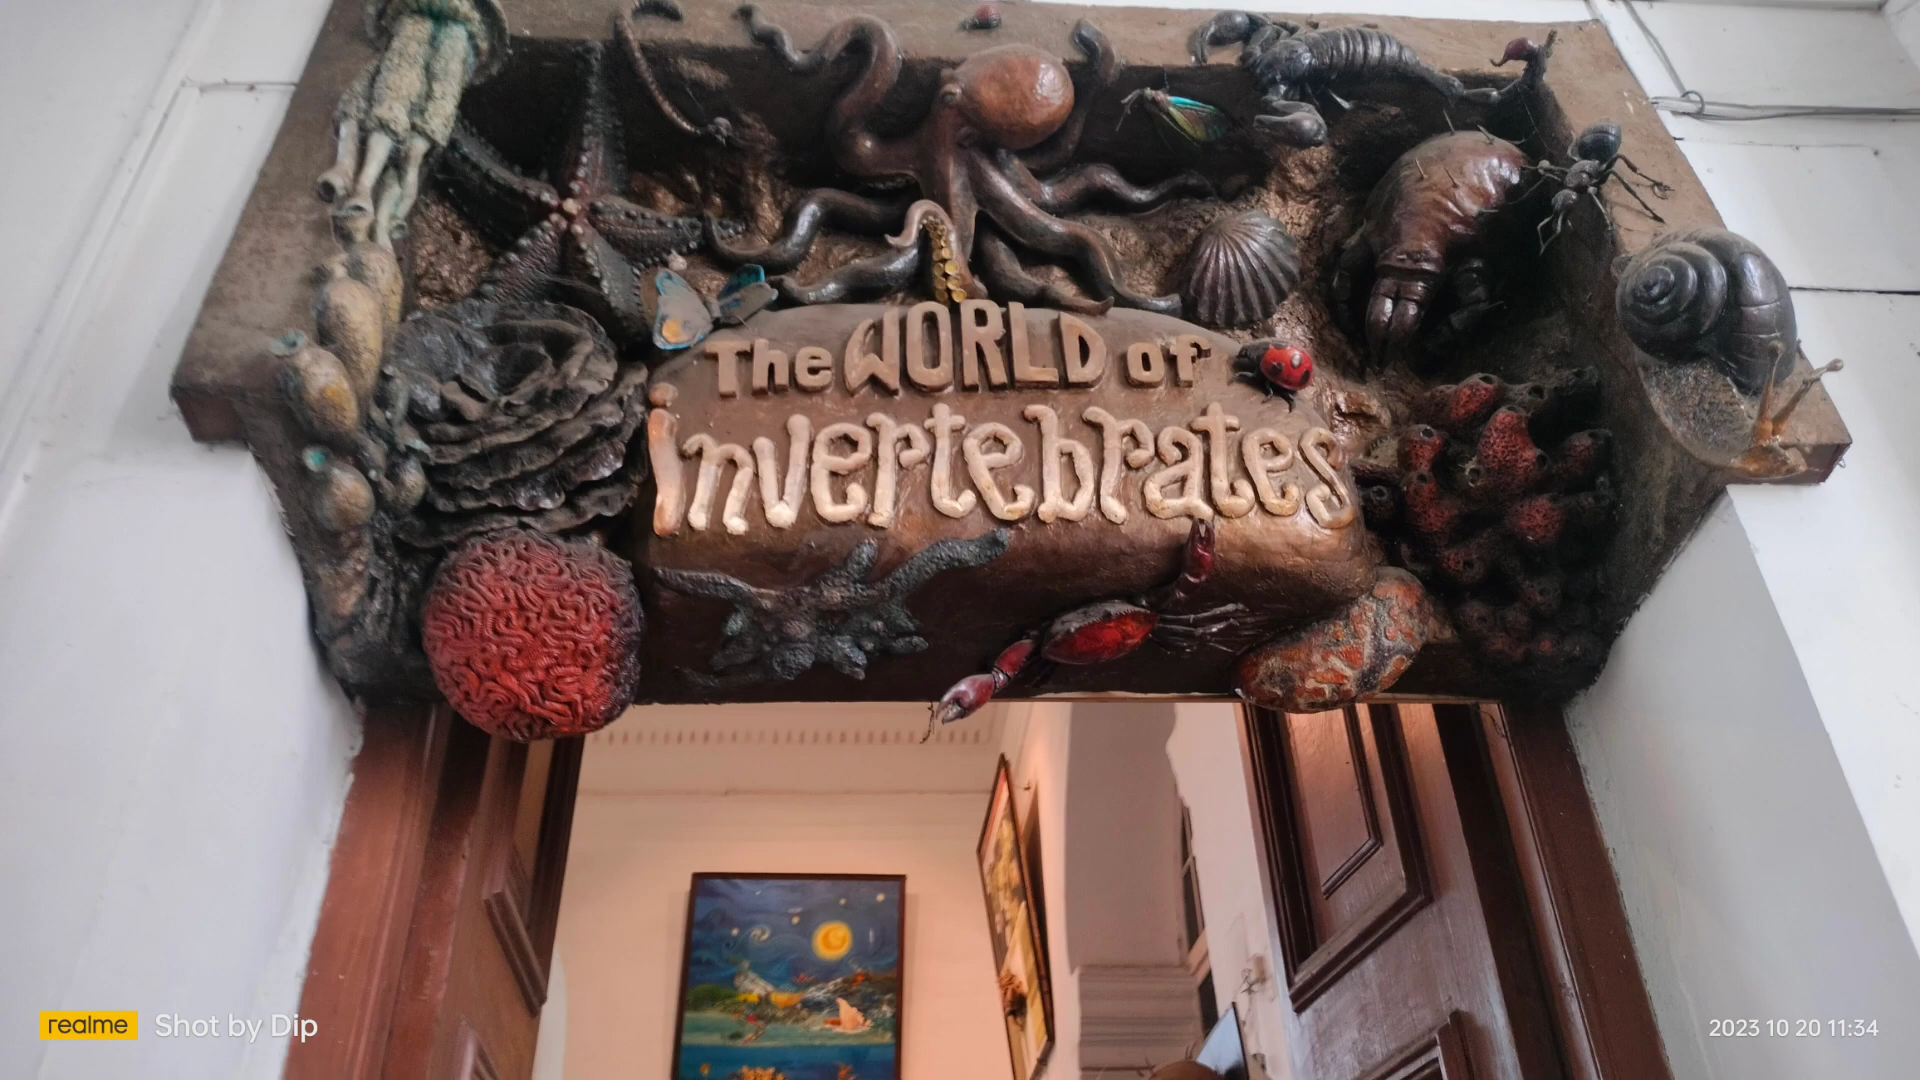 The WORLD of
invertebrates
realme Shot by Dip
2023 10 20 11:34